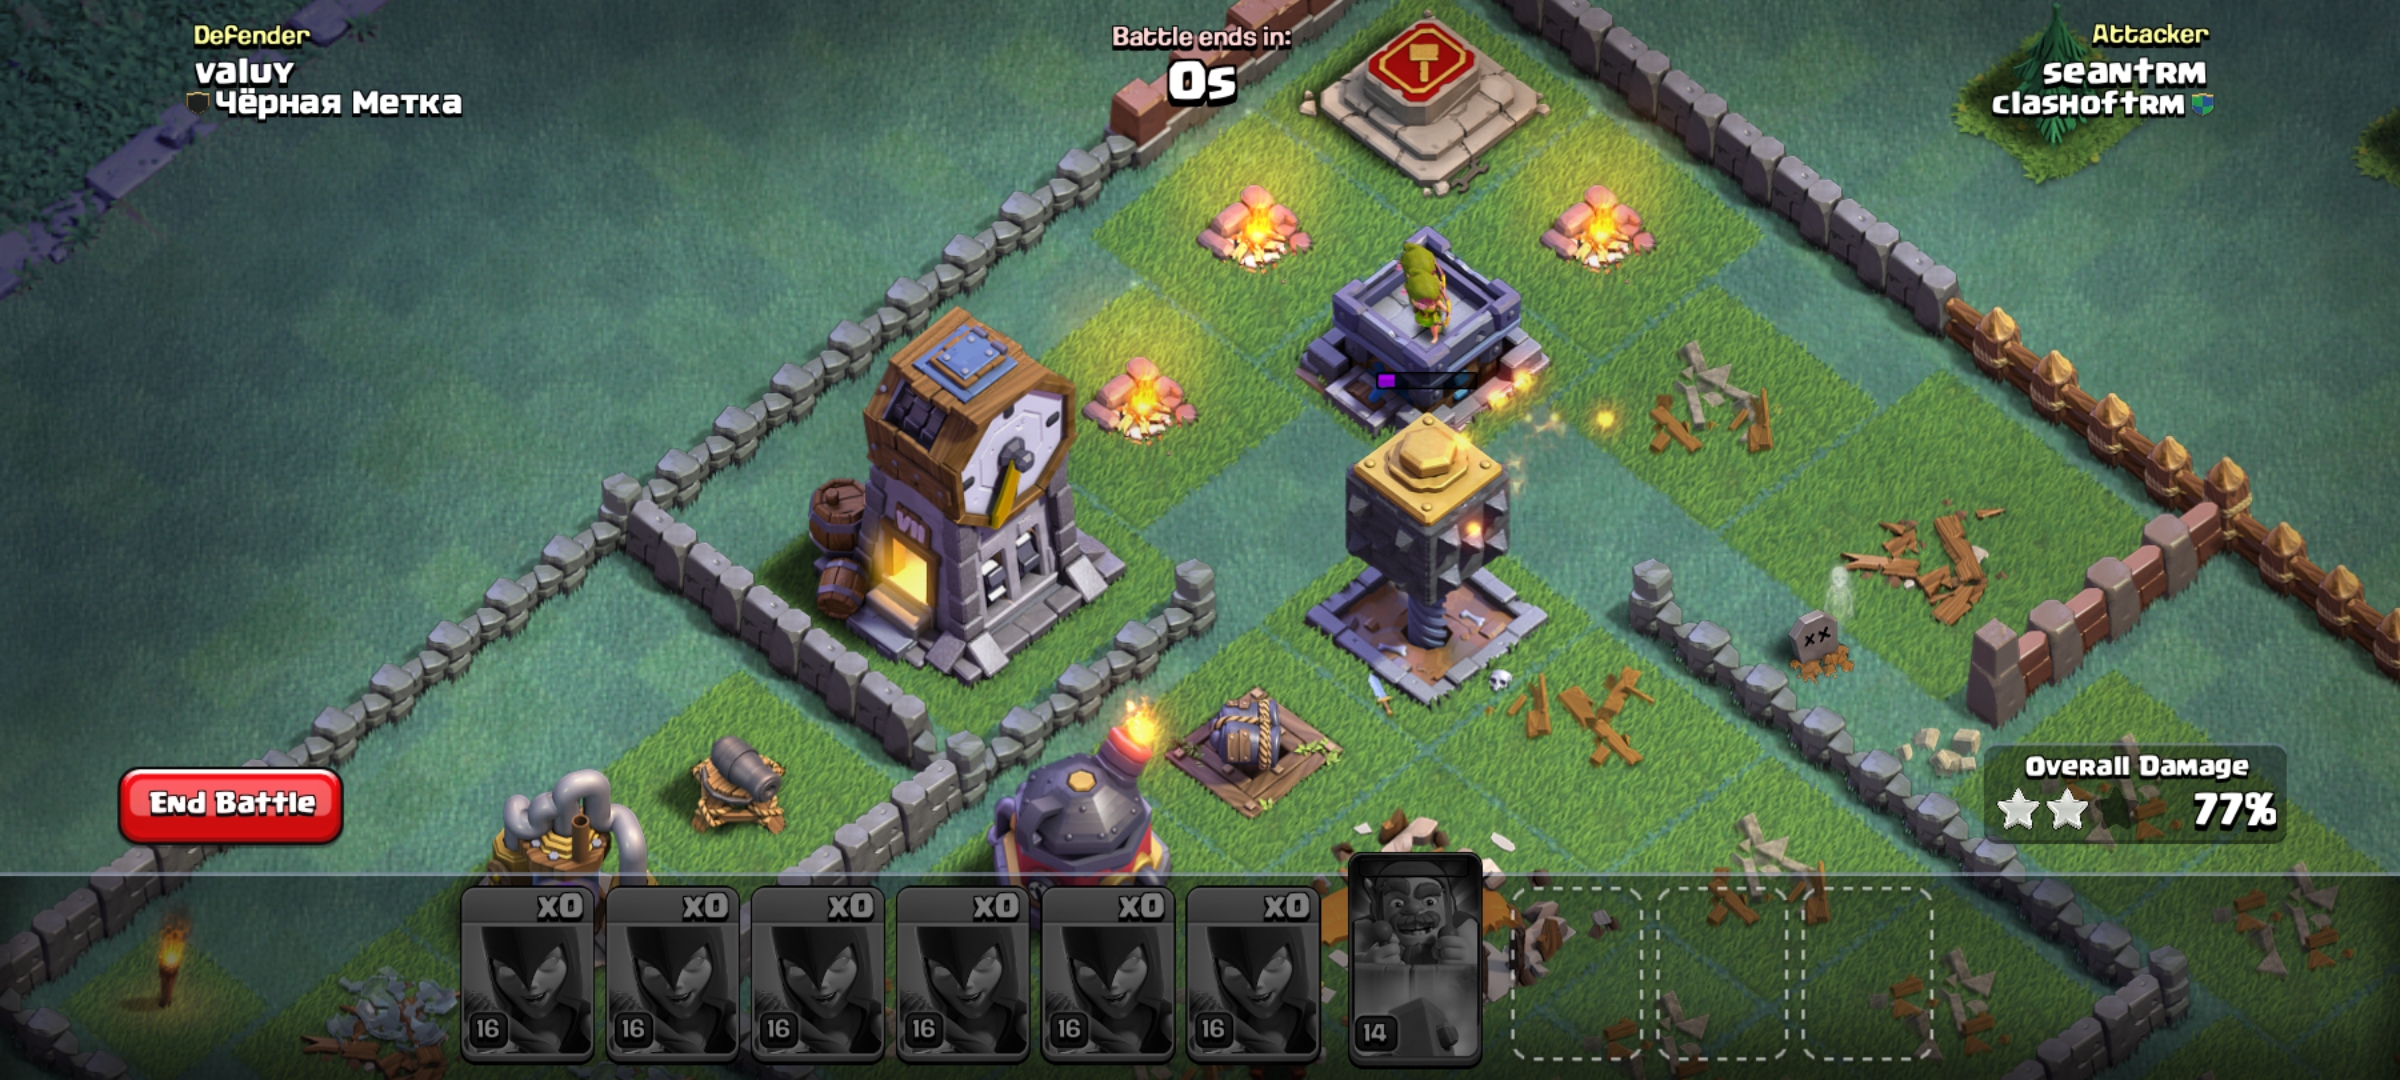 Defender
valuy
Чёрная Метка
Battle ends in:
0s
Attacker
seantRM
clashoftRM
VII
End Battle
Overall Damage
77%
x0
x0
x0
x0
x0
x0
16
16
16
16
16
16
14